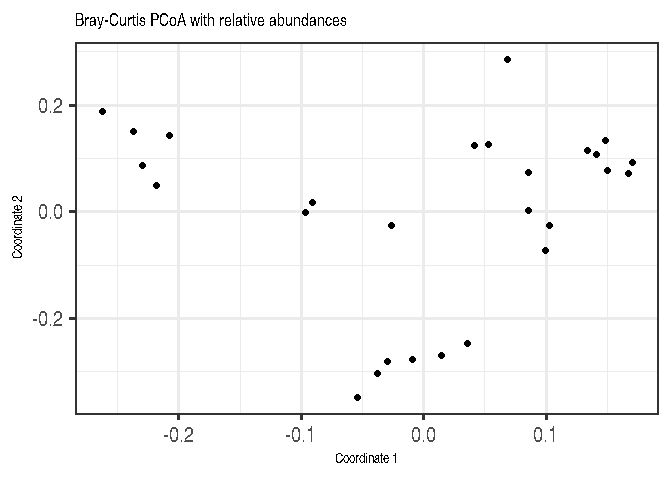 Bray-Curtis PCoA with relative abundances
0.2
0.0
-0.2
Coordinate 2
-0.2 -0.1 0.0 0.1
Coordinate 1